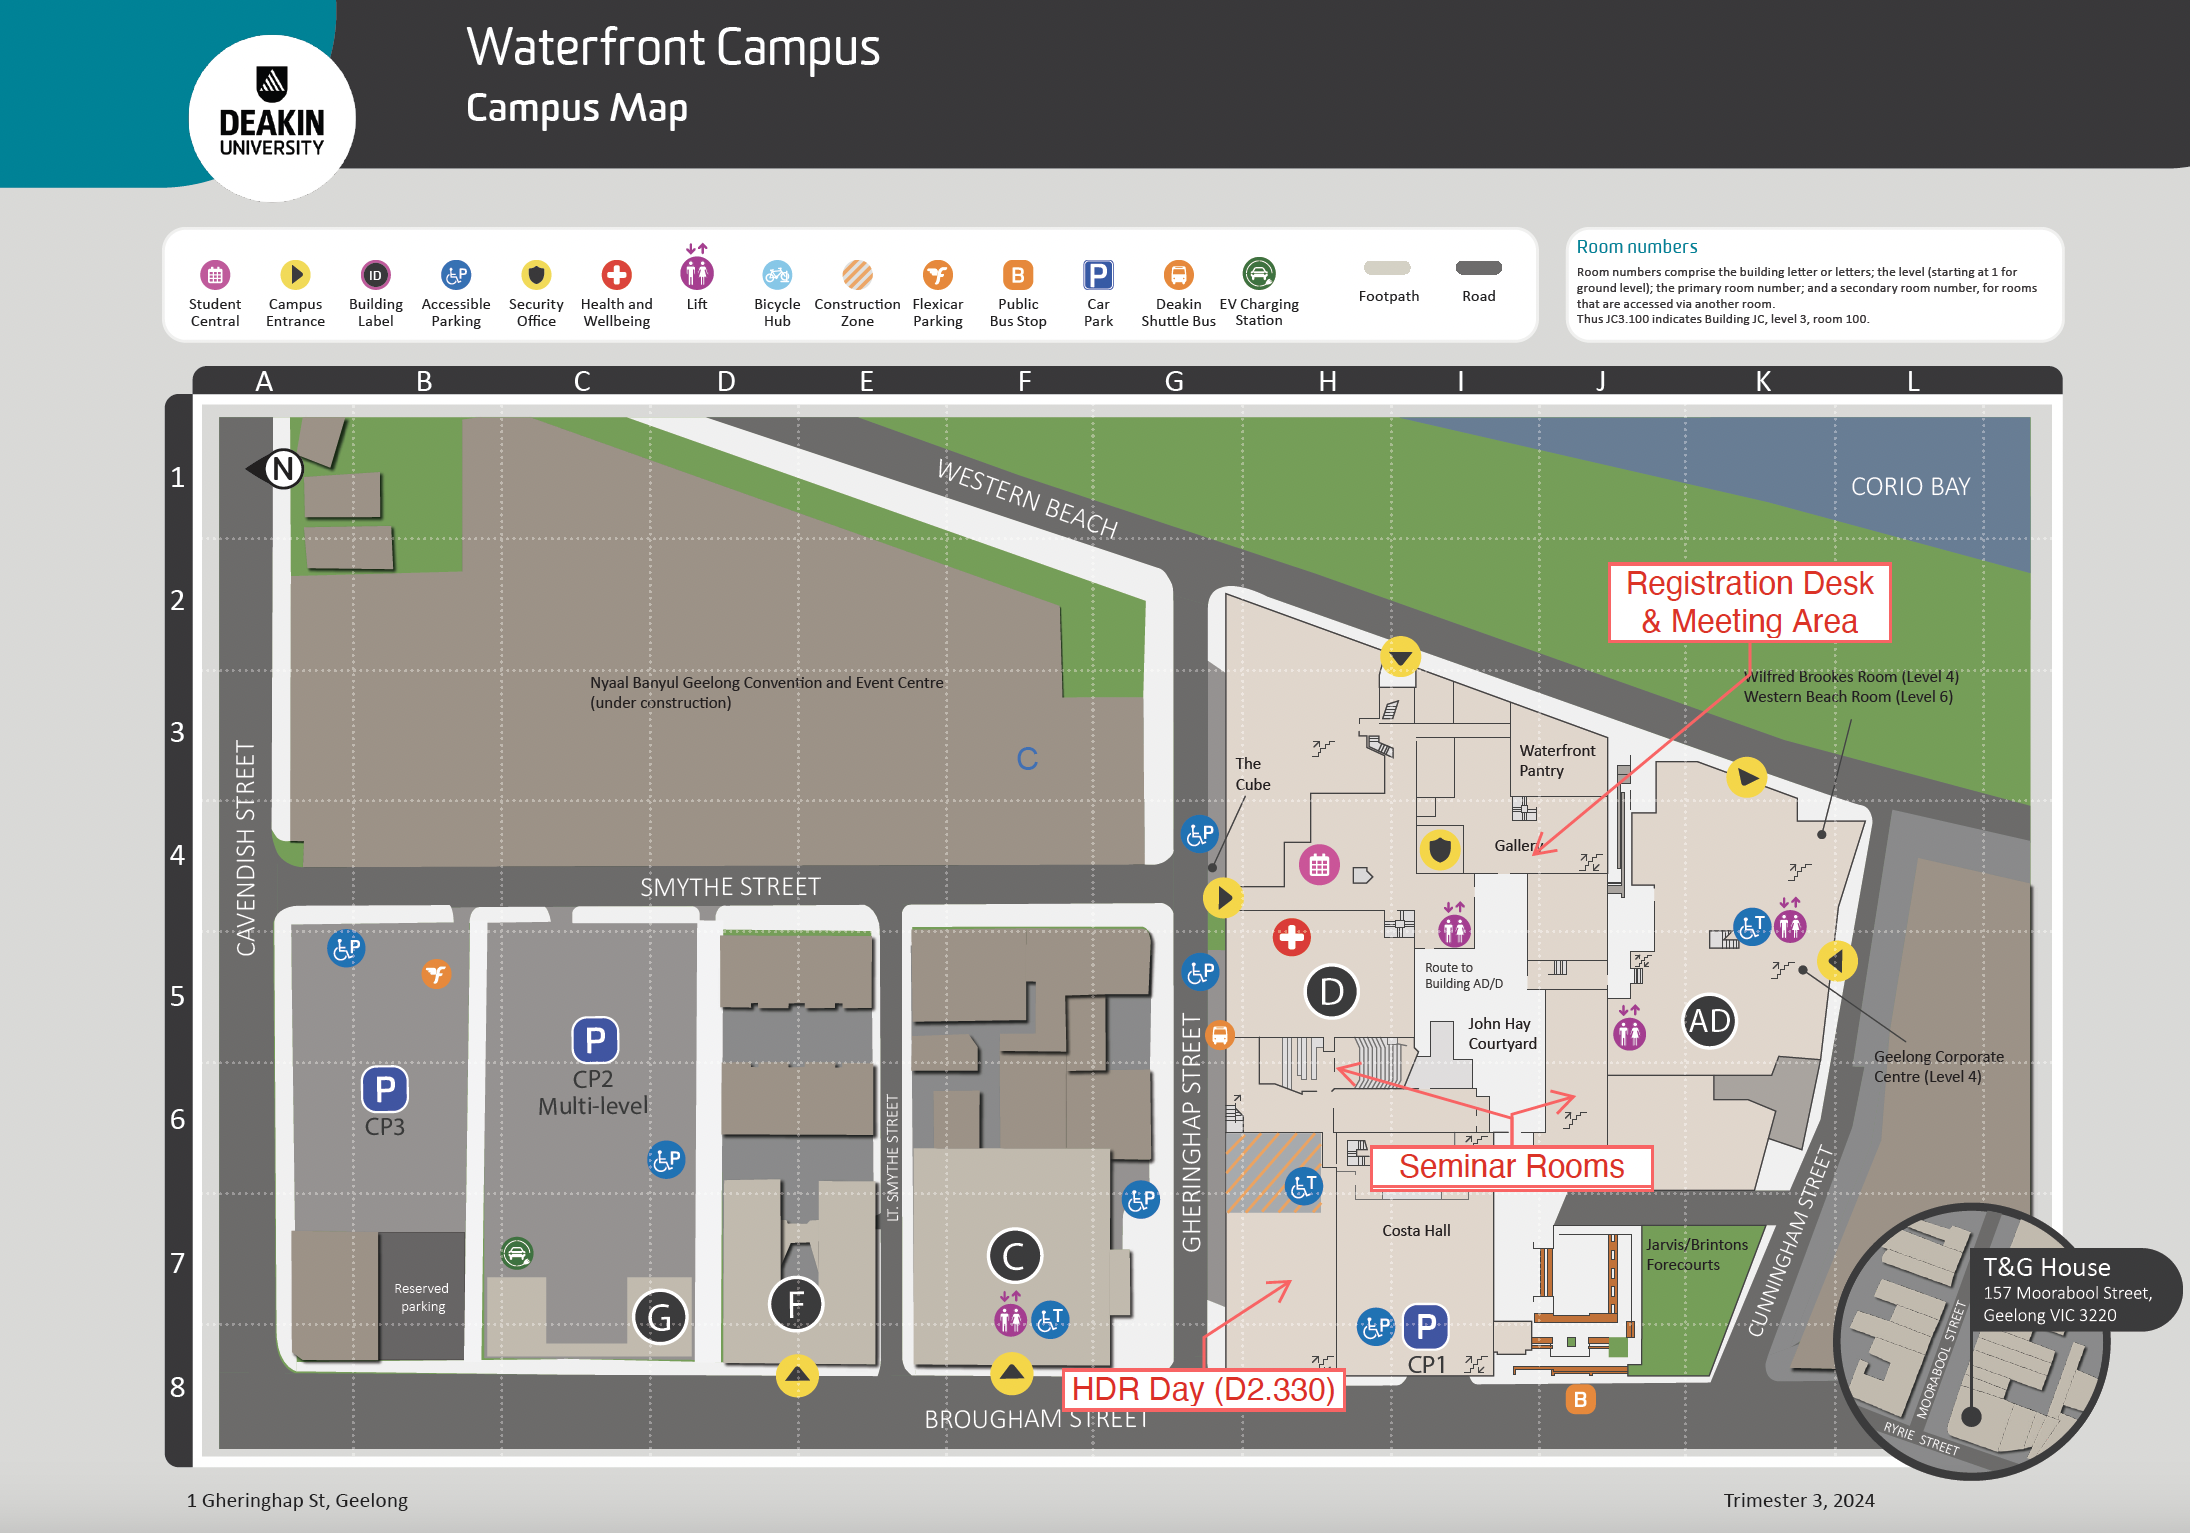 Waterfront Campus
Campus Map
DEAKIN
UNIVERSITY
Student
Central
Campus
Entrance
ID
Building
Label
P
Accessible
Parking
Security
Office
Health and
Wellbeing
Lift
Bicycle
Hub
Construction
Zone
Flexicar
Parking
B
Public
Bus Stop
P
Car
Park
Deakin
Shuttle Bus
EV Charging
Station
Footpath
Road
Room numbers
Room numbers comprise the building letter or letters; the level (starting at 1 for
ground level); the primary room number; and a secondary room number, for rooms
that are accessed via another room.
Thus JC3.100 indicates Building JC, level 3, room 100.
A B C D E F G H I J K L
1
2
3
4
5
6
7
8
N
WESTERN BEACH
CORIO BAY
Registration Desk
& Meeting Area
Wilfred Brookes Room (Level 4)
Western Beach Room (Level 6)
Nyaal Banyul Geelong Convention and Event Centre
(under construction)
C
CAVENDISH STREET
The
Cube
Waterfront
Pantry
Gallery
P
SMYTHE STREET
P
F
P
T
D
Route to
Building AD/D
John Hay
Courtyard
AD
Geelong Corporate
Centre (Level 4)
P
CP2
Multi-level
P
CP3
P
LT. SMYTHE STREET
GHERINGHAP STREET
P
T
Seminar Rooms
Costa Hall
Jarvis/Brintons
Forecourts
CUNNINGHAM STREET
Reserved
parking
G
F
C
T
P
P
CP1
HDR Day (D2.330)
BROUGHAM STREET
B
T&G House
157 Moorabool Street,
Geelong VIC 3220
MOORABOOL STREET
RYRIE STREET
1 Gheringhap St, Geelong
Trimester 3, 2024